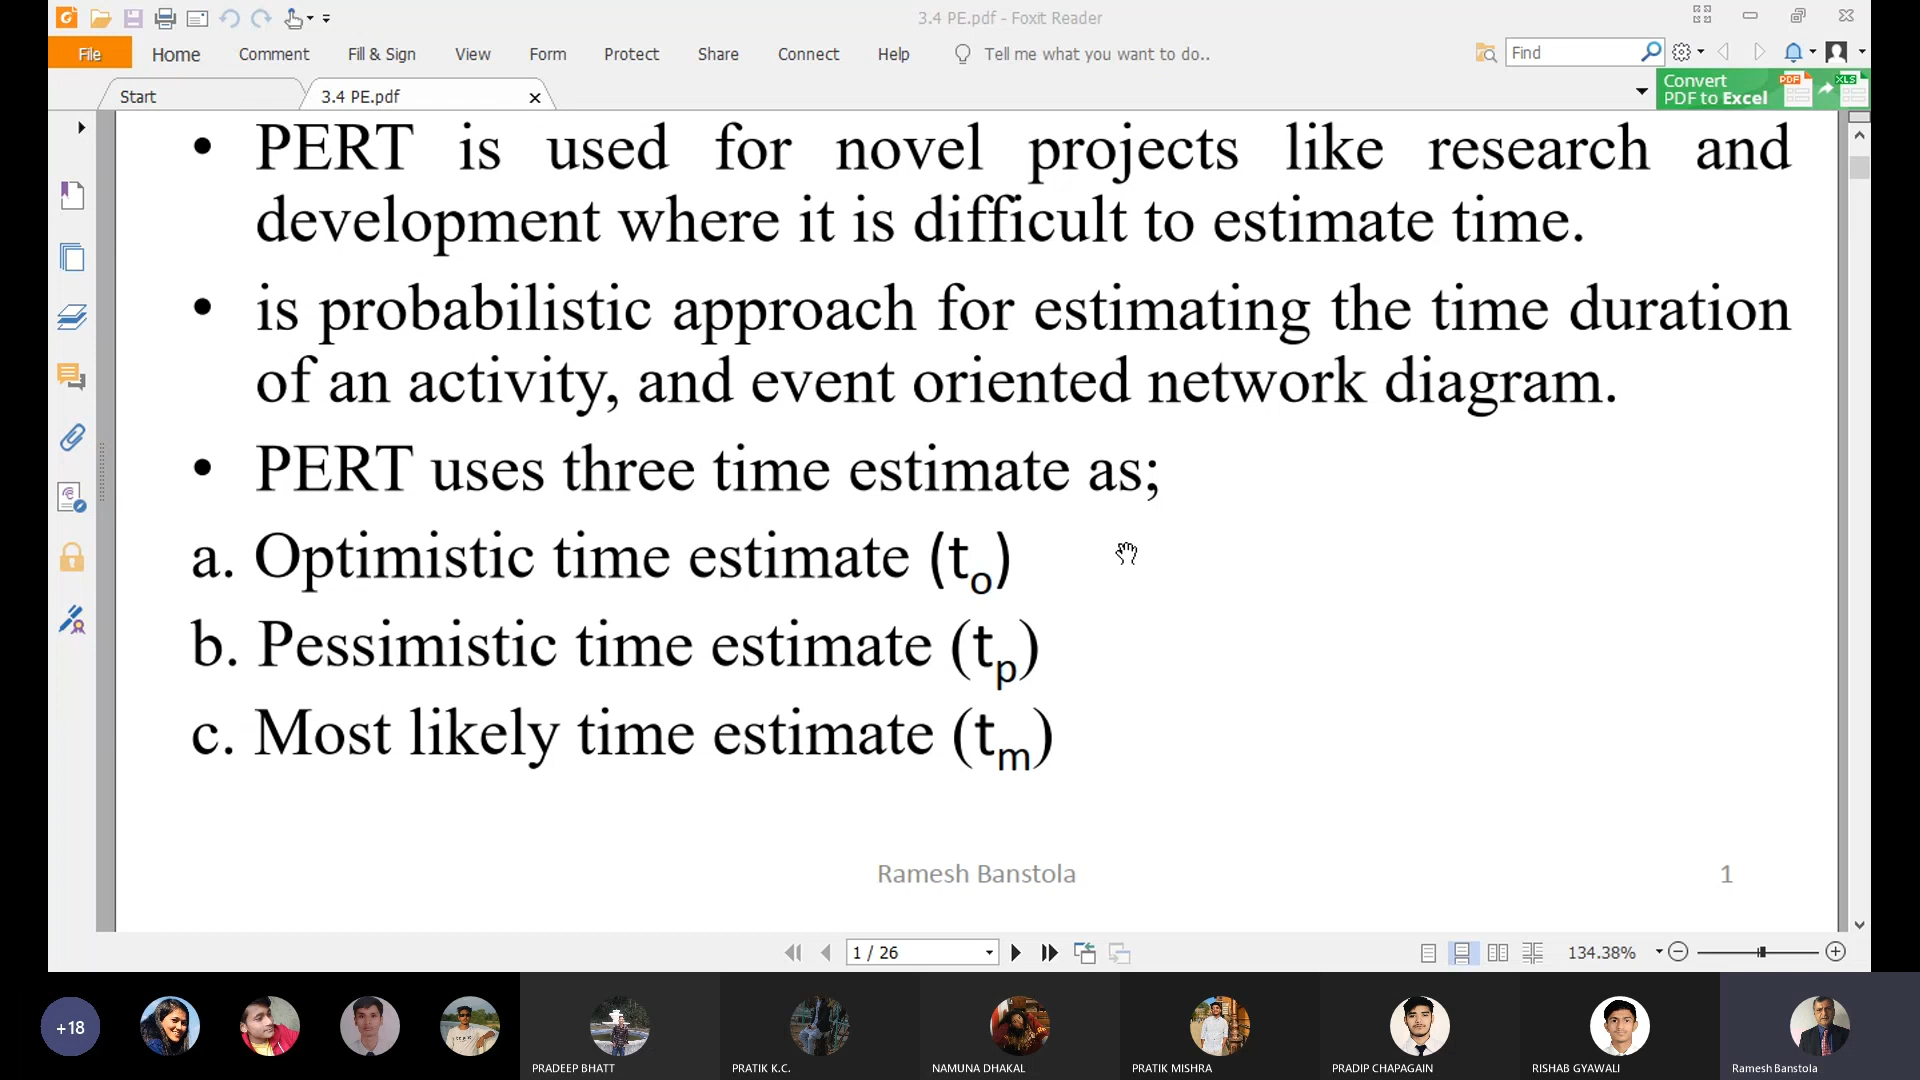 3.4 PE.pdf - Foxit Reader
File Home Comment Fill & Sign View Form Protect Share Connect Help Tell me what you want to do.. Find
Start 3.4 PE.pdf
Convert
PDF to Excel
PDF XLS
• PERT is used for novel projects like research and
development where it is difficult to estimate time.
• is probabilistic approach for estimating the time duration
of an activity, and event oriented network diagram.
• PERT uses three time estimate as;
a. Optimistic time estimate (to)
b. Pessimistic time estimate (tp)
c. Most likely time estimate (tm)
Ramesh Banstola 1
1 / 26 134.38%
+18
PRADEEP BHATT PRATIK K.C. NAMUNA DHAKAL PRATIK MISHRA PRADIP CHAPAGAIN RISHAB GYAWALI Ramesh Banstola